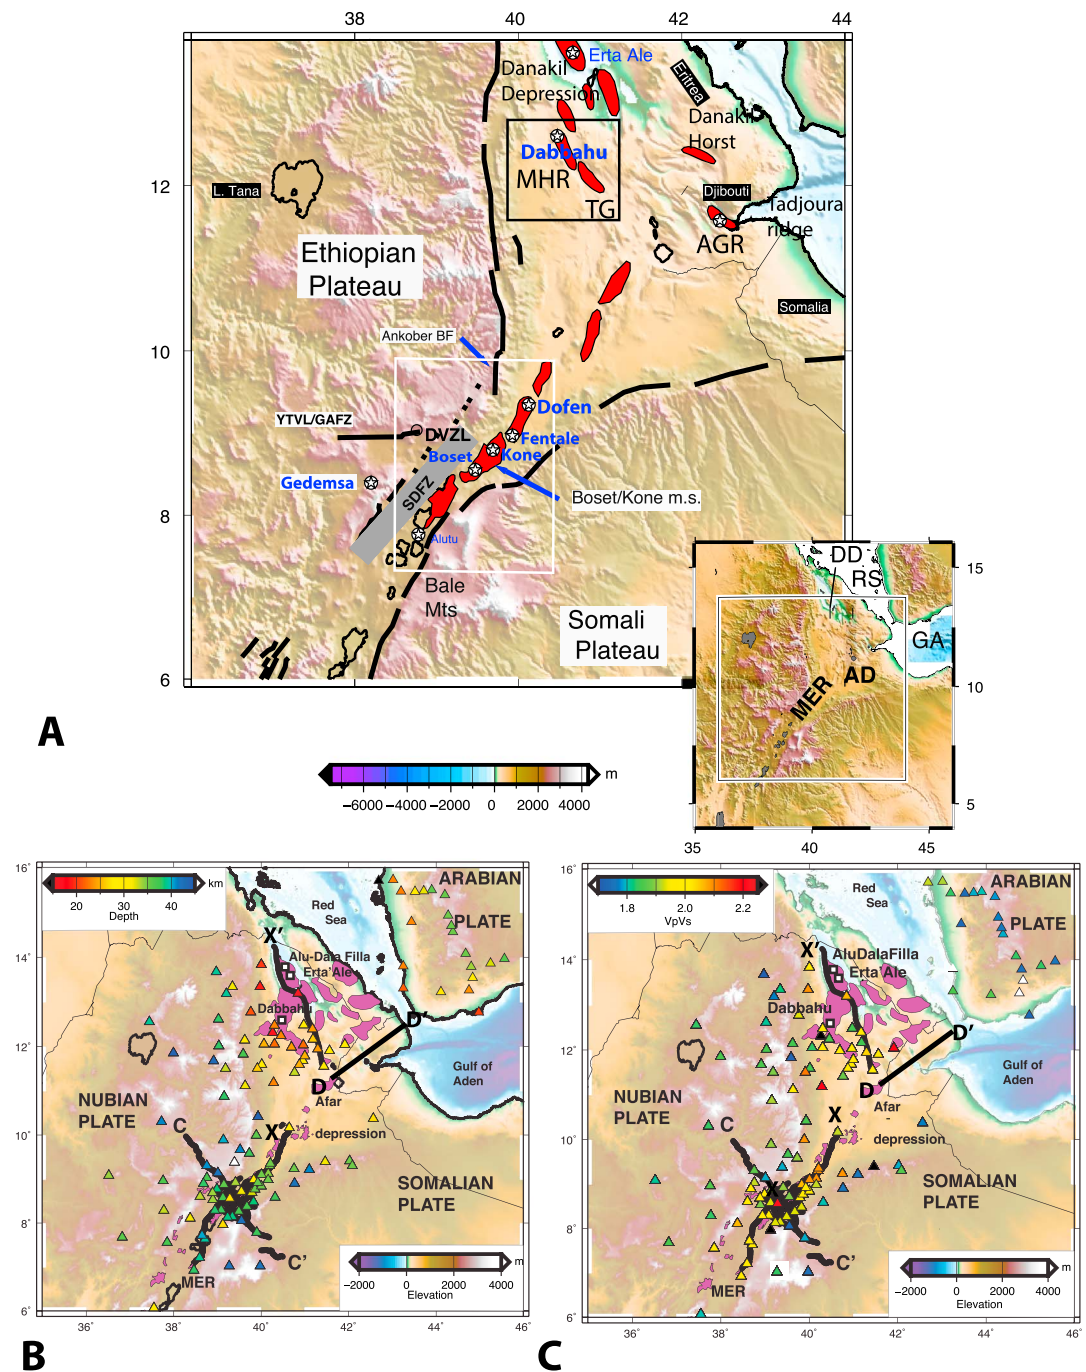 38
40
42
44
Erta Ale
Danakil
Depression
Eritrea
Danakil
Horst
Dabbahu
MHR
TG
12
L. Tana
Djibouti
Tadjoura
ridge
AGR
Ethiopian
Plateau
Somalia
Ankober BF
10
Dofen
YTVL/GAFZ
DVZL
Fentale
Boset
Kone
Gedemsa
SDFZ
Boset/Kone m.s.
8
Alutu
Bale
Mts
Somali
Plateau
6
A
DD
RS
GA
AD
MER
15
10
5
35
40
45
m
−6000
−4000
−2000
0
2000
4000
16°
14°
12°
10°
8°
6°
km
20
30
40
Depth
ARABIAN
PLATE
Red
Sea
X'
Alu-Dala Filla
Erta'Ale
Dabbahu
D'
D
Gulf of
Aden
Afar
depression
NUBIAN
PLATE
C
X
SOMALIAN
PLATE
C'
MER
m
−2000
0
2000
4000
Elevation
36°
38°
40°
42°
44°
46°
B
16°
14°
12°
10°
8°
6°
1.8
2.0
2.2
VpVs
ARABIAN
PLATE
Red
Sea
X'
AluDalaFilla
Erta'Ale
Dabbahu
D'
D
Gulf of
Aden
Afar
depression
NUBIAN
PLATE
C
X
X
SOMALIAN
PLATE
C'
MER
m
−2000
0
2000
4000
Elevation
36°
38°
40°
42°
44°
46°
C